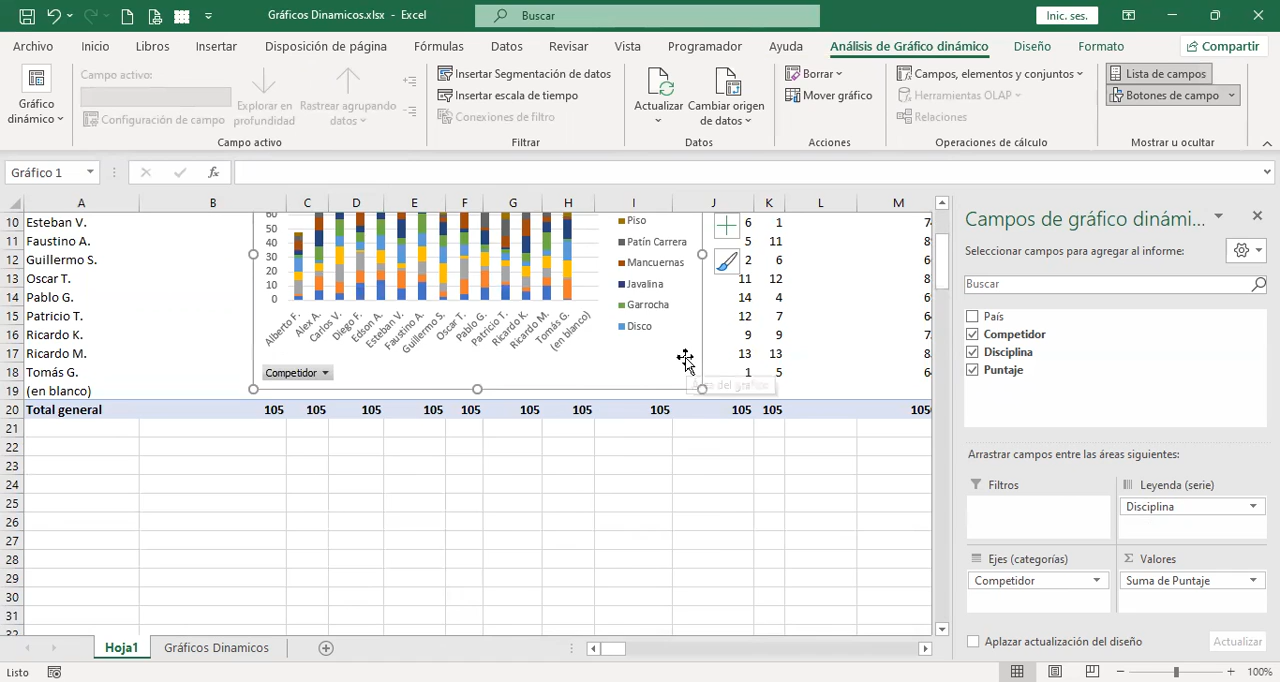 Gráficos Dinamicos.xlsx - Excel
Buscar
Inic. ses.
Archivo Inicio Libros Insertar Disposición de página Fórmulas Datos Revisar Vista Programador Ayuda Análisis de Gráfico dinámico Diseño Formato Compartir
Gráfico dinámico
Campo activo:
Configuración de campo
Explorar en profundidad
Rastrear agrupando datos
Campo activo
Insertar Segmentación de datos
Insertar escala de tiempo
Conexiones de filtro
Filtrar
Actualizar
Cambiar origen de datos
Datos
Borrar
Mover gráfico
Acciones
Campos, elementos y conjuntos
Herramientas OLAP
Relaciones
Operaciones de cálculo
Lista de campos
Botones de campo
Mostrar u ocultar
Gráfico 1
fx
A B C D E F G H I J K L M
10 Esteban V. 6 1 7
11 Faustino A. 5 11 8
12 Guillermo S. 2 6 6
13 Oscar T. 11 12
14 Pablo G. 14 4 6
15 Patricio T. 12 7
16 Ricardo K. 9 9 7
17 Ricardo M. 13 13 8
18 Tomás G. 1 5 6
19 (en blanco)
20 Total general 105 105 105 105 105 105 105 105 105 105 105
21
22
23
24
25
26
27
28
29
30
31
60
50
40
30
20
10
0
Alberto F.
Alex A.
Carlos V.
Diego F.
Edson A.
Esteban V.
Faustino A.
Guillermo S.
Oscar T.
Pablo G.
Patricio T.
Ricardo K.
Ricardo M.
Tomás G.
(en blanco)
Piso
Patín Carrera
Mancuernas
Javalina
Garrocha
Disco
Competidor
Área del gráfico
Campos de gráfico dinámi...
Seleccionar campos para agregar al informe:
Buscar
País
Competidor
Disciplina
Puntaje
Arrastrar campos entre las áreas siguientes:
Filtros
Leyenda (serie)
Disciplina
Ejes (categorías)
Competidor
Σ Valores
Suma de Puntaje
Aplazar actualización del diseño
Actualizar
Hoja1 Gráficos Dinamicos
Listo
100%